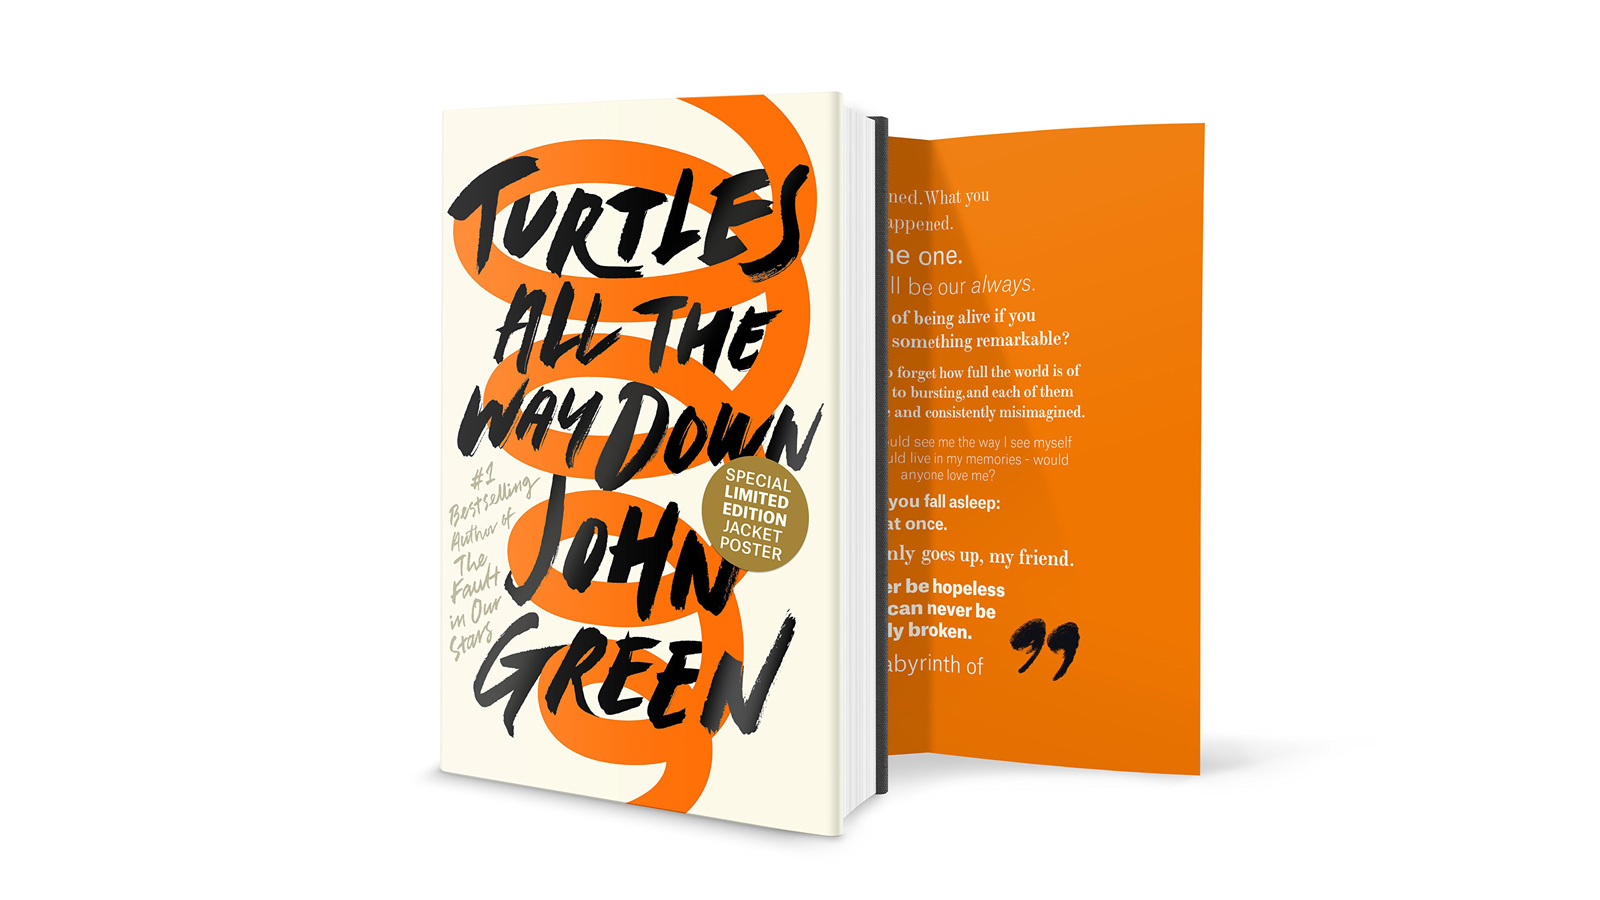 TURTLES
ALL THE
WAY DOWN
JOHN
GREEN
#1
Bestselling
Author of
The
Fault
in Our
Stars
SPECIAL
LIMITED
EDITION
JACKET
POSTER
ned. What you
appened.
ne one.
ll be our always.
of being alive if you
something remarkable?
forget how full the world is of
to bursting, and each of them
and consistently misimagined.
uld see me the way I see myself
uld live in my memories - would
anyone love me?
you fall asleep:
at once.
nly goes up, my friend.
er be hopeless
can never be
ly broken.
abyrinth of
”